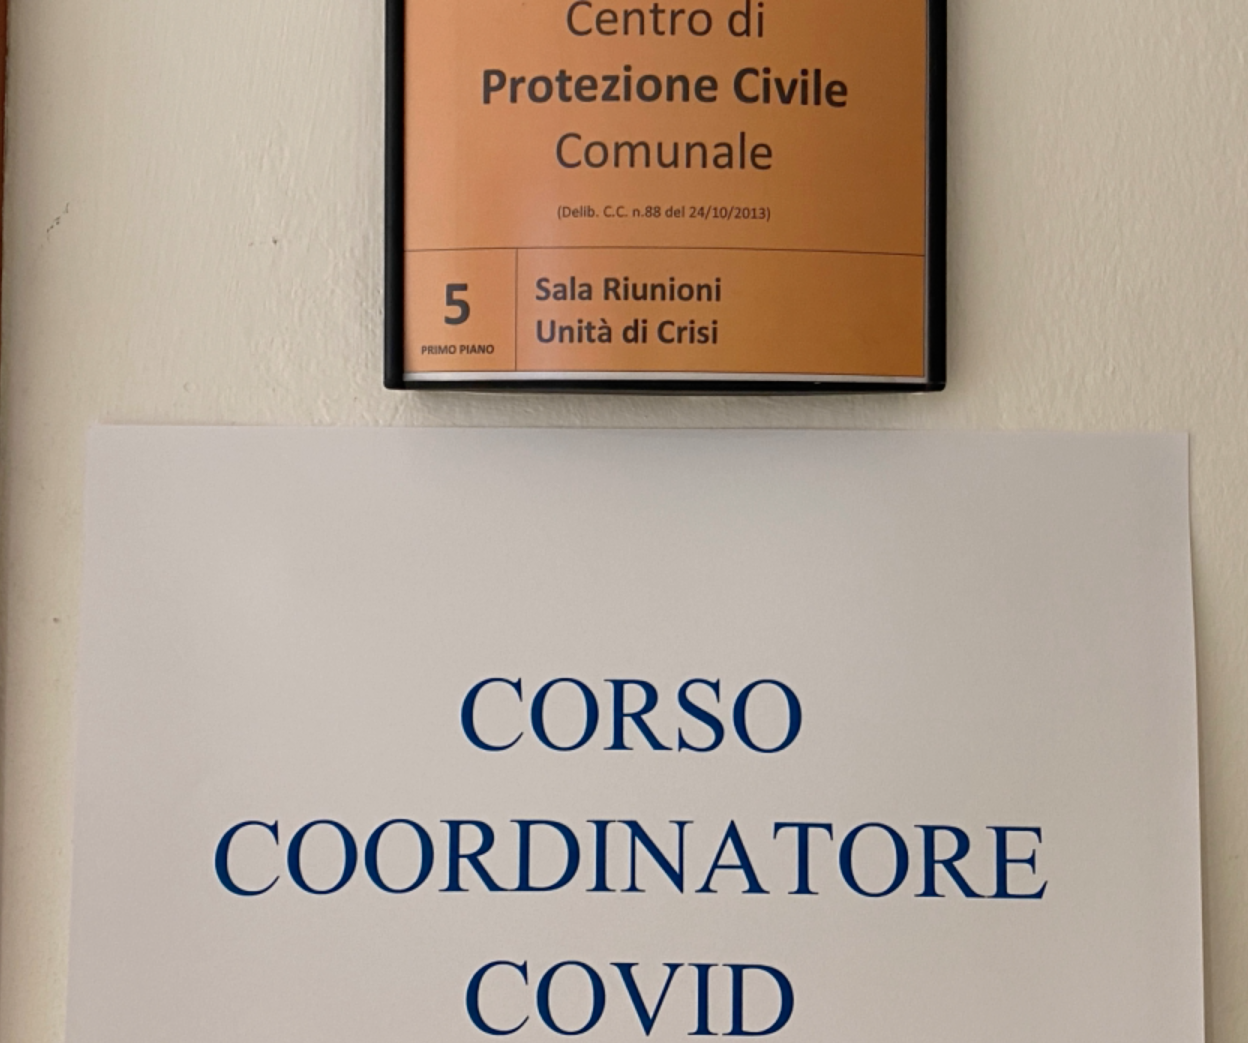 Centro di
Protezione Civile
Comunale
(Delib. C.C. n.88 del 24/10/2013)
5
PRIMO PIANO
Sala Riunioni
Unità di Crisi
CORSO
COORDINATORE
COVID